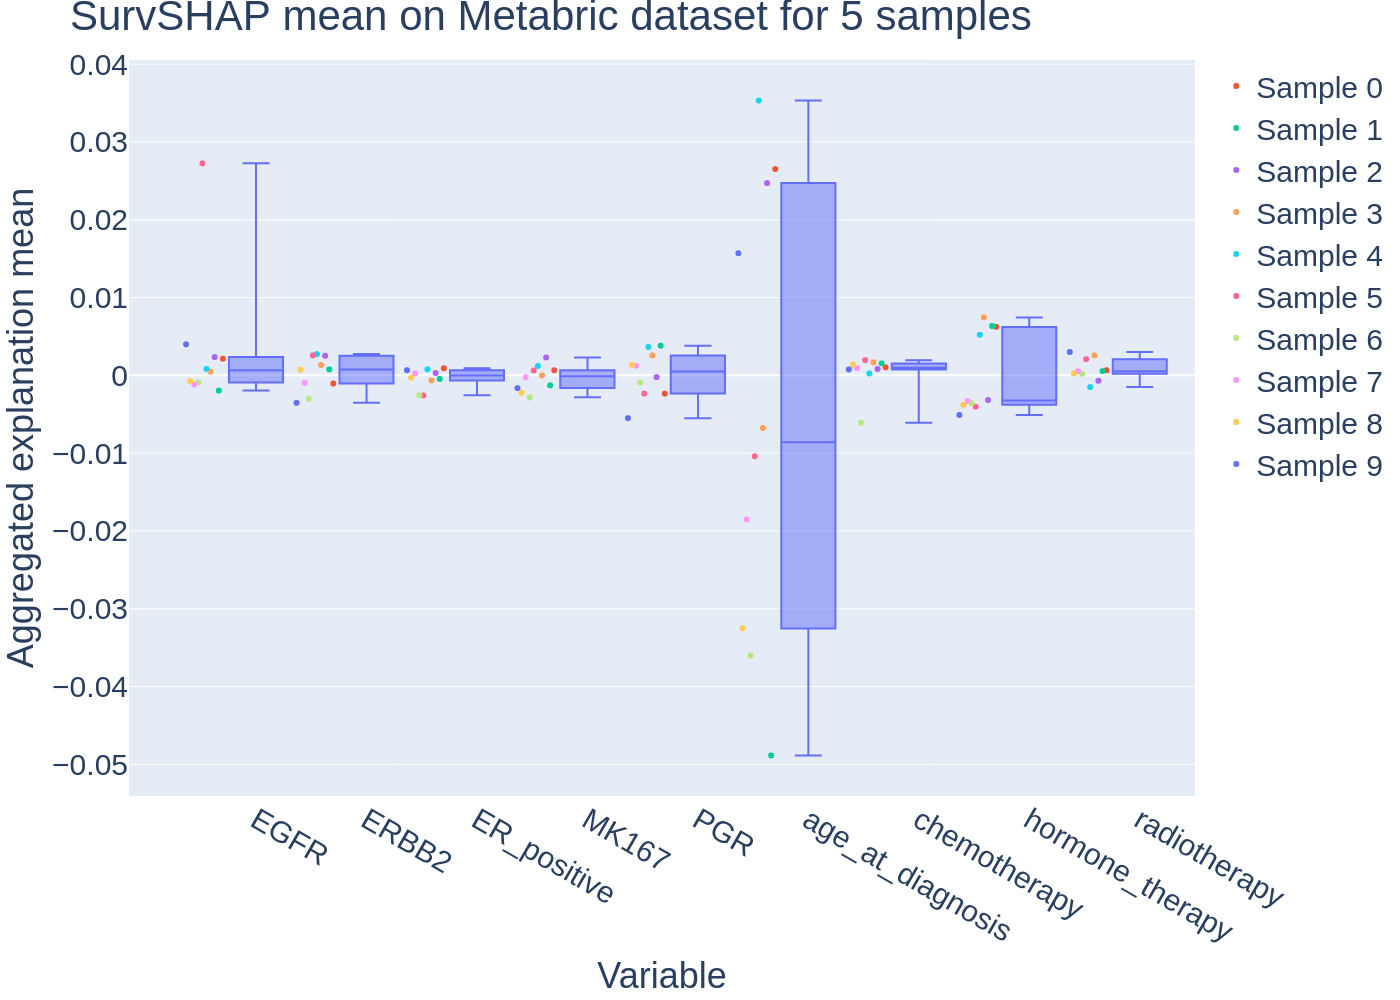 SurvSHAP mean on Metabric dataset for 5 samples
Aggregated explanation mean
0.04
0.03
0.02
0.01
0
−0.01
−0.02
−0.03
−0.04
−0.05
EGFR
ERBB2
ER_positive
MK167
PGR
age_at_diagnosis
chemotherapy
hormone_therapy
radiotherapy
Variable
Sample 0
Sample 1
Sample 2
Sample 3
Sample 4
Sample 5
Sample 6
Sample 7
Sample 8
Sample 9